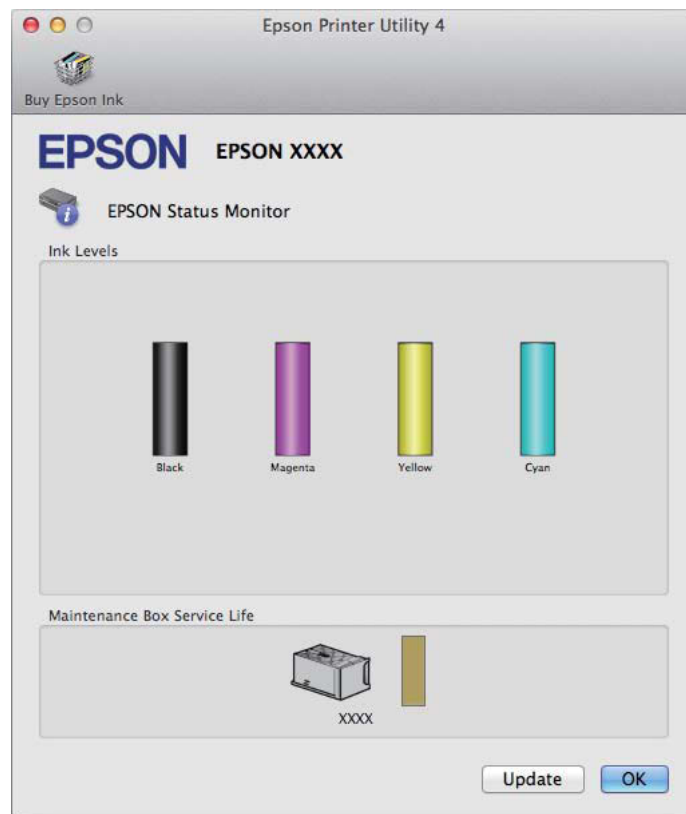 Epson Printer Utility 4
Buy Epson Ink
EPSON EPSON XXXX
EPSON Status Monitor
Ink Levels
Black Magenta Yellow Cyan
Maintenance Box Service Life
XXXX
Update OK